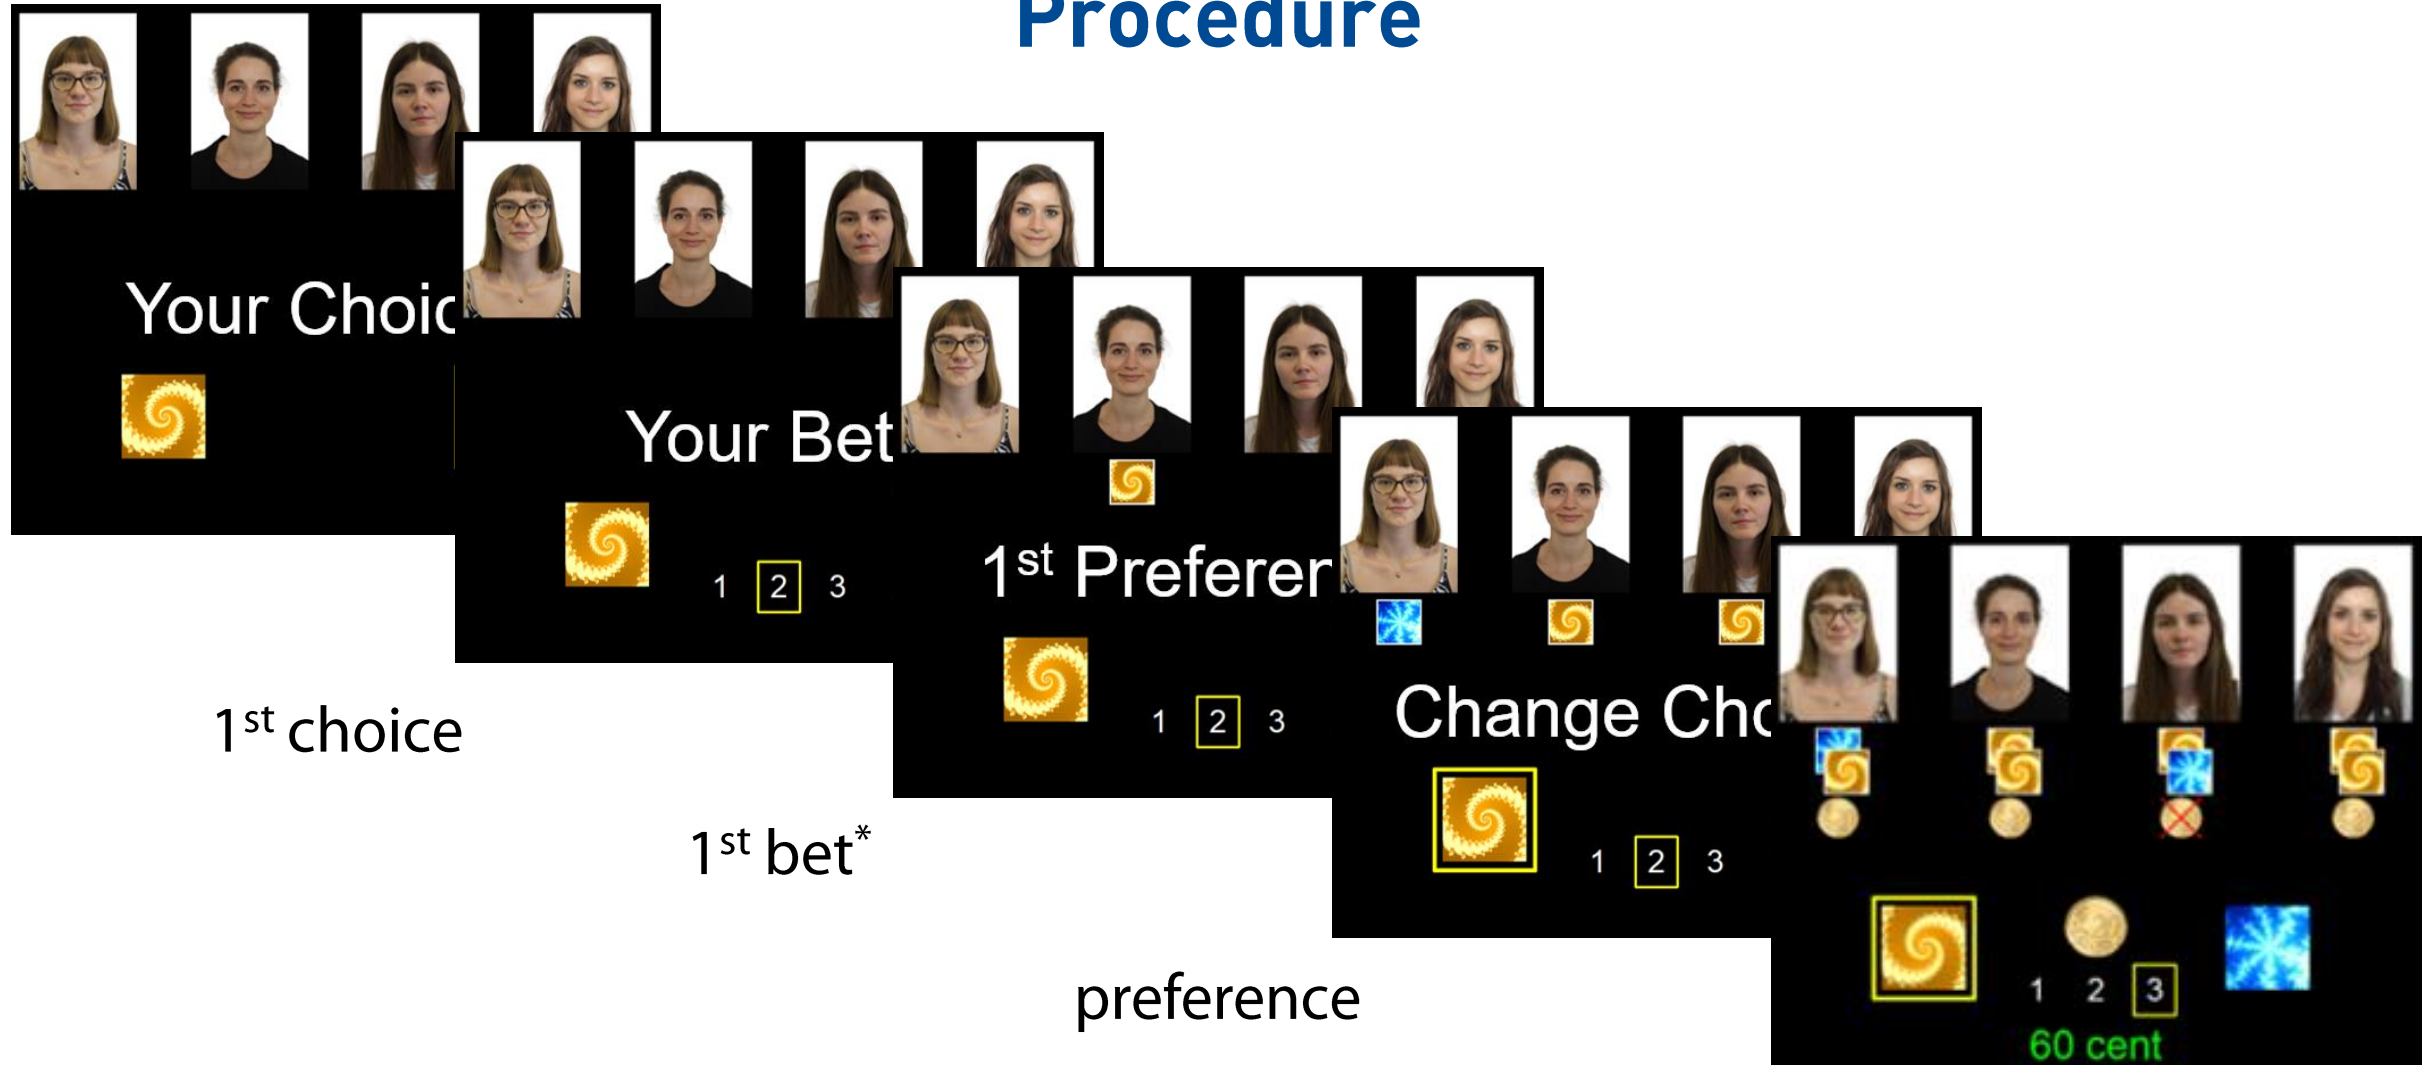 Procedure
Your Choic
Your Bet
1 2 3
1st Preferen
1 2 3
Change Cho
1 2 3
1 2 3
60 cent
1st choice
1st bet*
preference